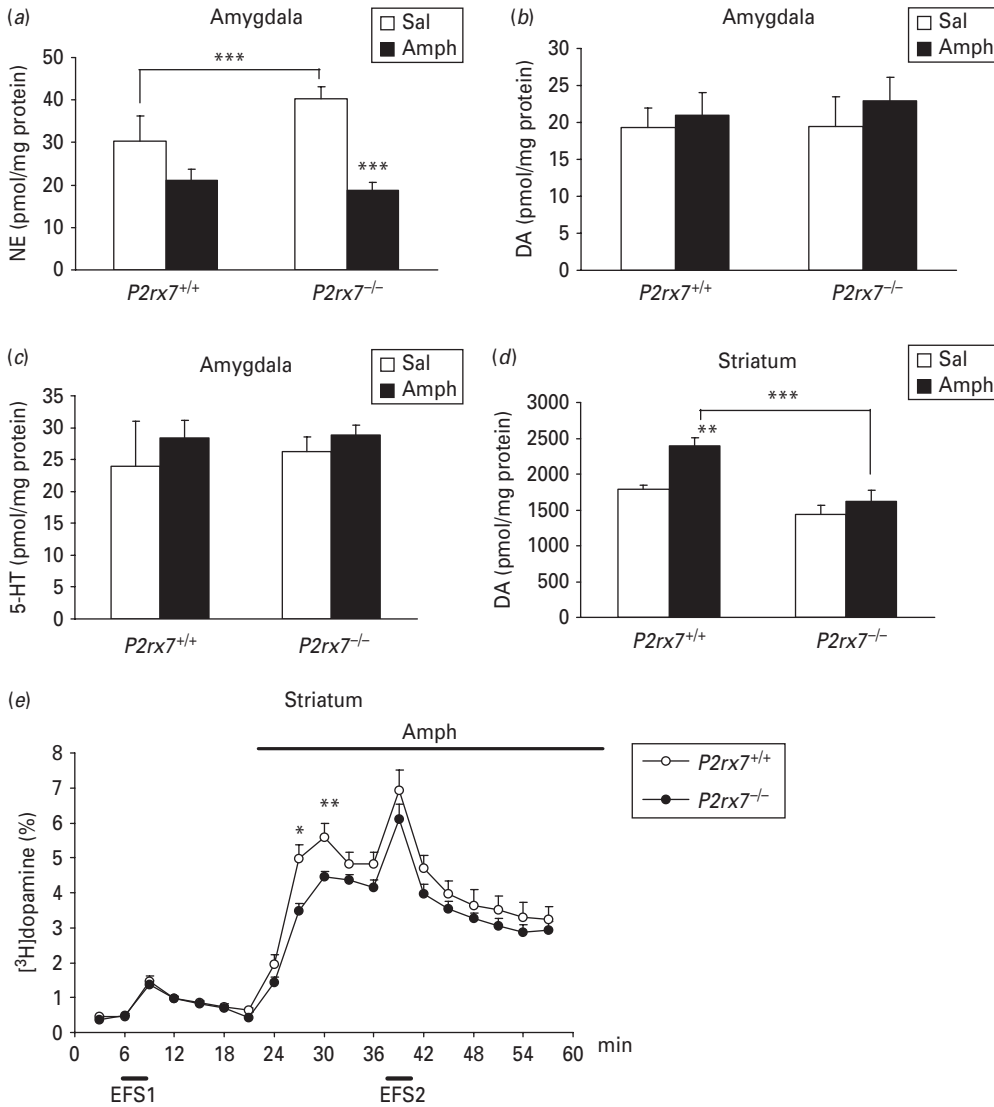 (a)
Amygdala
Sal
Amph
NE (pmol/mg protein)
50
40
30
20
10
0
***
***
P2rx7+/+
P2rx7−/−
(b)
Amygdala
Sal
Amph
DA (pmol/mg protein)
30
25
20
15
10
5
0
P2rx7+/+
P2rx7−/−
(c)
Amygdala
Sal
Amph
5-HT (pmol/mg protein)
35
30
25
20
15
10
5
0
P2rx7+/+
P2rx7−/−
(d)
Striatum
Sal
Amph
DA (pmol/mg protein)
3000
2500
2000
1500
1000
500
0
***
**
P2rx7+/+
P2rx7−/−
(e)
Striatum
Amph
P2rx7+/+
P2rx7−/−
[³H]dopamine (%)
8
7
6
5
4
3
2
1
0
*
**
0 6 12 18 24 30 36 42 48 54 60 min
EFS1
EFS2